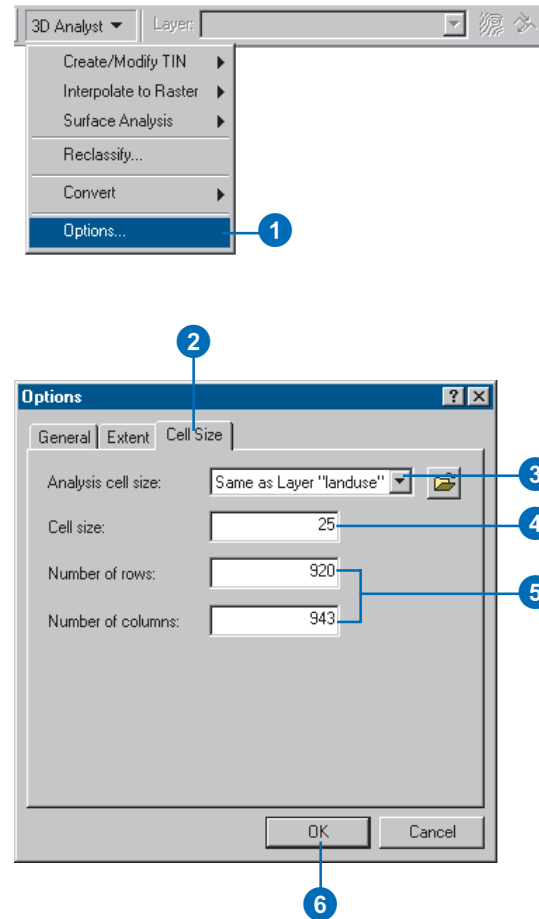 3D Analyst Layer:
Create/Modify TIN
Interpolate to Raster
Surface Analysis
Reclassify...
Convert
Options...
1
2
Options ? ×
General Extent Cell Size
Analysis cell size: Same as Layer "landuse" 3
Cell size: 25 4
Number of rows: 920
5
Number of columns: 943
OK Cancel
6